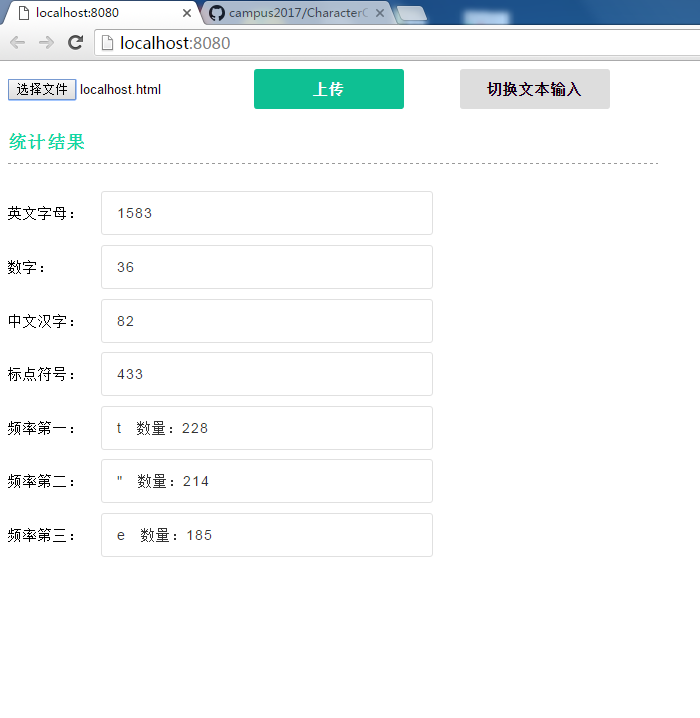 localhost:8080
campus2017/Character
localhost:8080
选择文件 localhost.html
上传
切换文本输入
统计结果
英文字母： 1583
数字： 36
中文汉字： 82
标点符号： 433
频率第一： t 数量：228
频率第二： " 数量：214
频率第三： e 数量：185